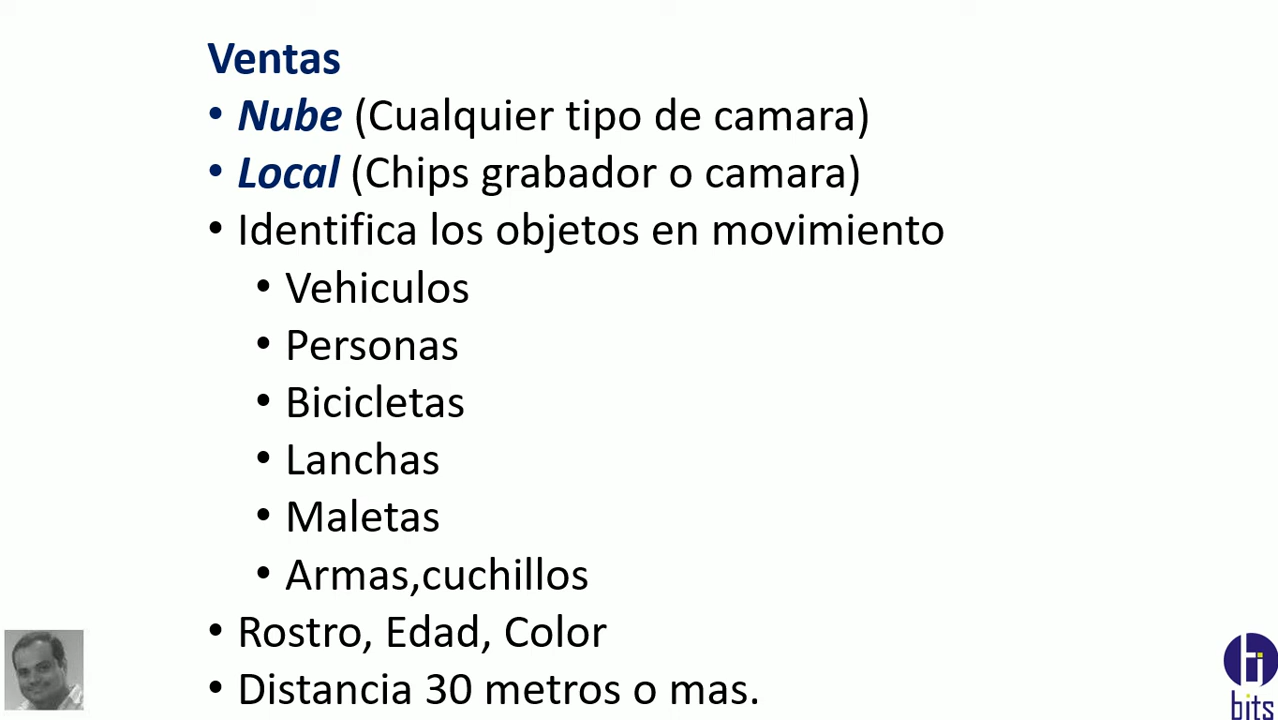 Ventas
• Nube (Cualquier tipo de camara)
• Local (Chips grabador o camara)
• Identifica los objetos en movimiento
• Vehiculos
• Personas
• Bicicletas
• Lanchas
• Maletas
• Armas,cuchillos
• Rostro, Edad, Color
• Distancia 30 metros o mas.
bits